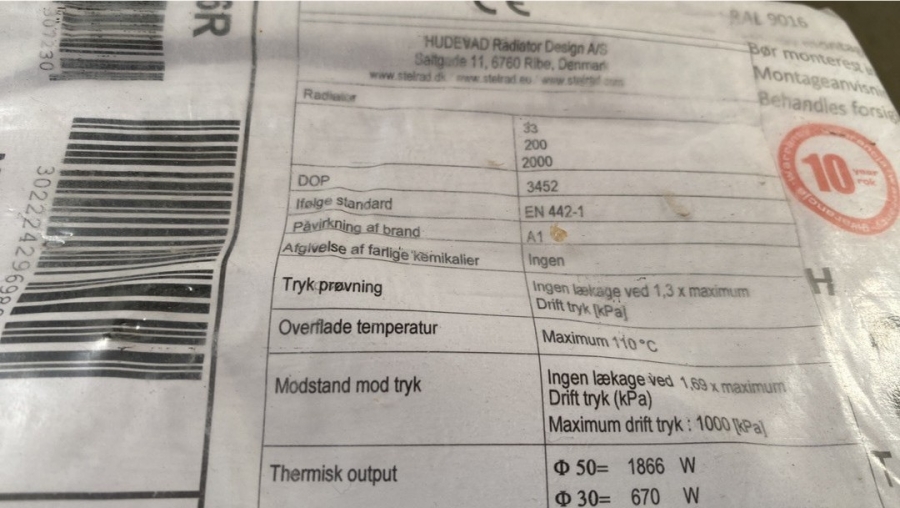 CE
RAL 9016
HUDEVAD Radiator Design A/S
Saltgade 11, 6760 Ribe, Denmark
www.stelrad.dk / www.stelrad.eu / www.stelrad.com
Bør monteres
Montageanvisn
Behandles forsig
6R
Radiator
33
200
2000
10 year
DOP 3452
Ifølge standard EN 442-1
Påvirkning af brand A1
Afgivelse af farlige kemikalier Ingen
H
Tryk prøvning Ingen lækage ved 1,3 x maximum
Drift tryk [kPa]
Overflade temperatur Maximum 110°C
Modstand mod tryk Ingen lækage ved 1,69 x maximum
Drift tryk (kPa)
Maximum drift tryk : 1000 [kPa]
Thermisk output Φ 50= 1866 W
Φ 30= 670 W